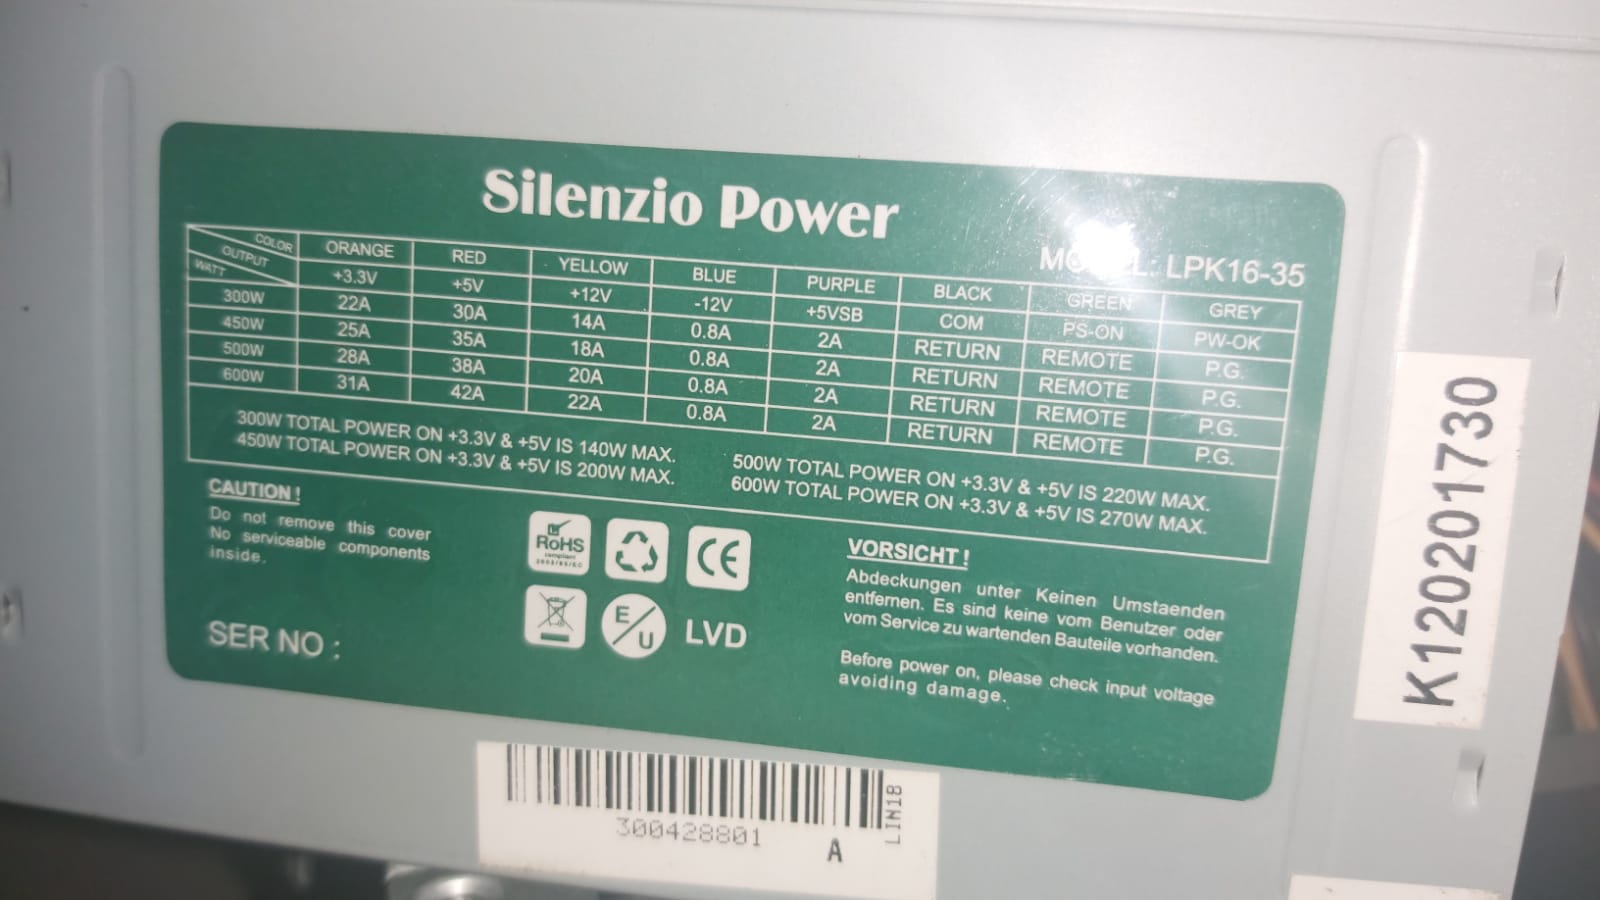 Silenzio Power
MODEL. LPK16-35
COLOR OUTPUT WATT ORANGE RED YELLOW BLUE PURPLE BLACK GREEN GREY
+3.3V +5V +12V -12V +5VSB COM PS-ON PW-OK
300W 22A 30A 14A 0.8A 2A RETURN REMOTE P.G.
450W 25A 35A 18A 0.8A 2A RETURN REMOTE P.G.
500W 28A 38A 20A 0.8A 2A RETURN REMOTE P.G.
600W 31A 42A 22A 0.8A 2A RETURN REMOTE P.G.
300W TOTAL POWER ON +3.3V & +5V IS 140W MAX.
450W TOTAL POWER ON +3.3V & +5V IS 200W MAX.
500W TOTAL POWER ON +3.3V & +5V IS 220W MAX.
600W TOTAL POWER ON +3.3V & +5V IS 270W MAX.
CAUTION !
Do not remove this cover
No serviceable components
inside.
SER NO :
RoHS
compliant
2002/95/EC
CE
E/U
LVD
VORSICHT !
Abdeckungen unter Keinen Umstaenden
entfernen. Es sind keine vom Benutzer oder
vom Service zu wartenden Bauteile vorhanden.
Before power on, please check input voltage
avoiding damage.
K120201730
300428801
A
LIN18